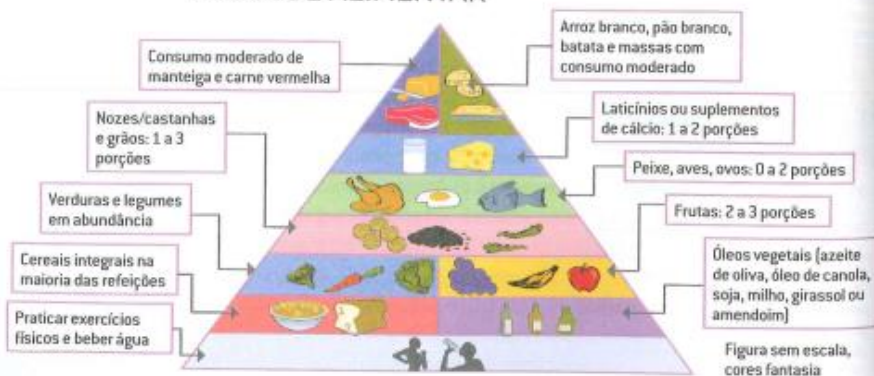 Consumo moderado de
manteiga e carne vermelha
Arroz branco, pão branco,
batata e massas com
consumo moderado
Nozes/castanhas
e grãos: 1 a 3
porções
Laticínios ou suplementos
de cálcio: 1 a 2 porções
Peixe, aves, ovos: 0 a 2 porções
Verduras e legumes
em abundância
Frutas: 2 a 3 porções
Cereais integrais na
maioria das refeições
Óleos vegetais (azeite
de oliva, óleo de canola,
soja, milho, girassol ou
amendoim)
Praticar exercícios
físicos e beber água
Figura sem escala,
cores fantasia